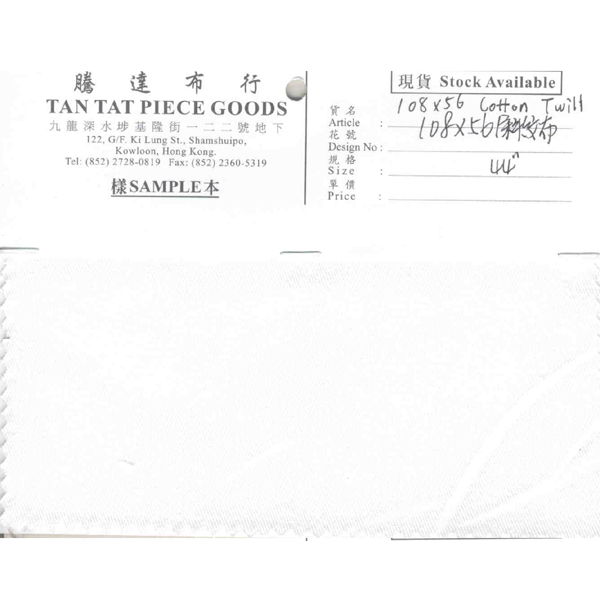 騰達布行
TAN TAT PIECE GOODS
九龍深水埗基隆街一二二號地下
122, G/F. Ki Lung St., Shamshuipo,
Kowloon, Hong Kong.
Tel: (852) 2728-0819 Fax: (852) 2360-5319
樣SAMPLE本
現貨 Stock Available
貨名
Article : 108x56 Cotton Twill
花號
Design No : 108x56 斜紋布
規格
Size : 44"
單價
Price :